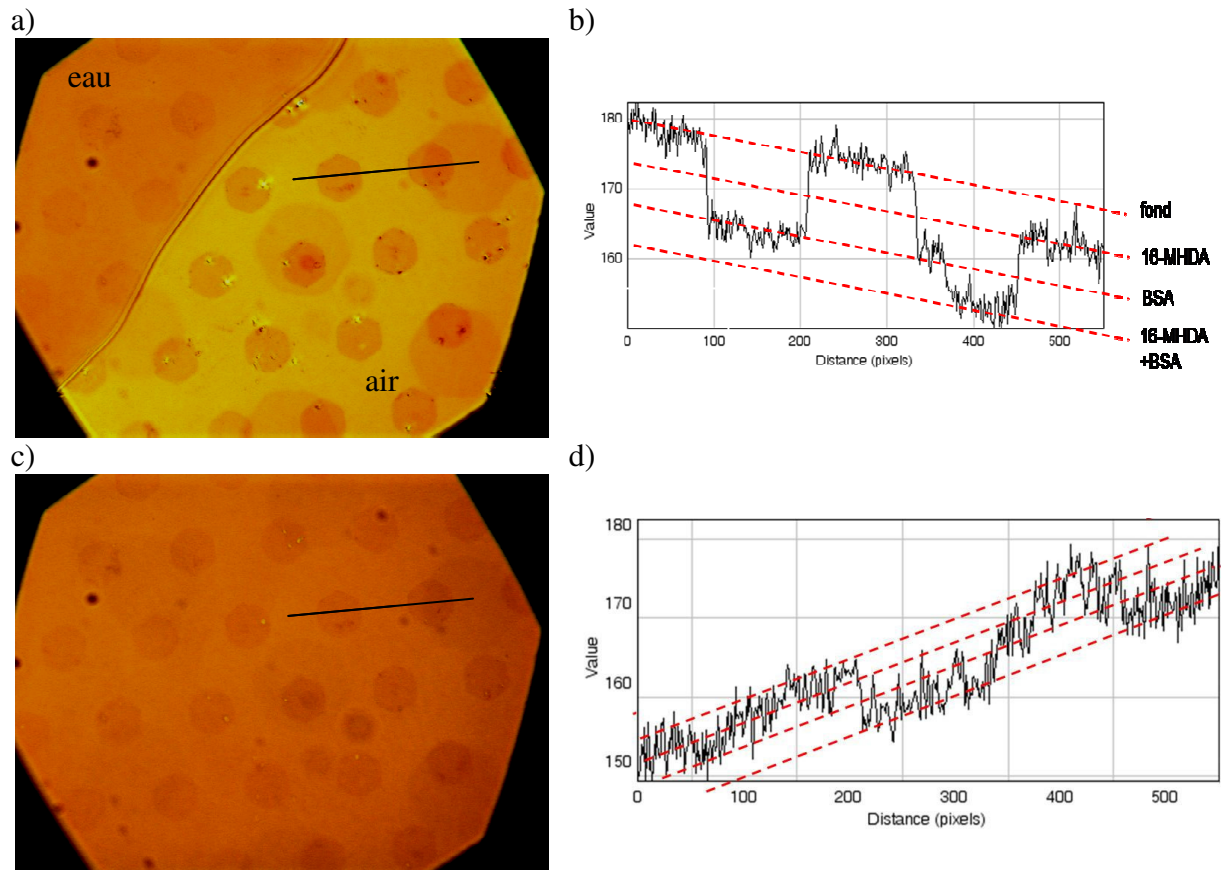 a)
eau
air
b)
180
170
160
Value
0
100
200
300
400
500
Distance (pixels)
fond
16-MHDA
BSA
16-MHDA
+BSA
c)
d)
180
170
160
150
Value
0
100
200
300
400
500
Distance (pixels)